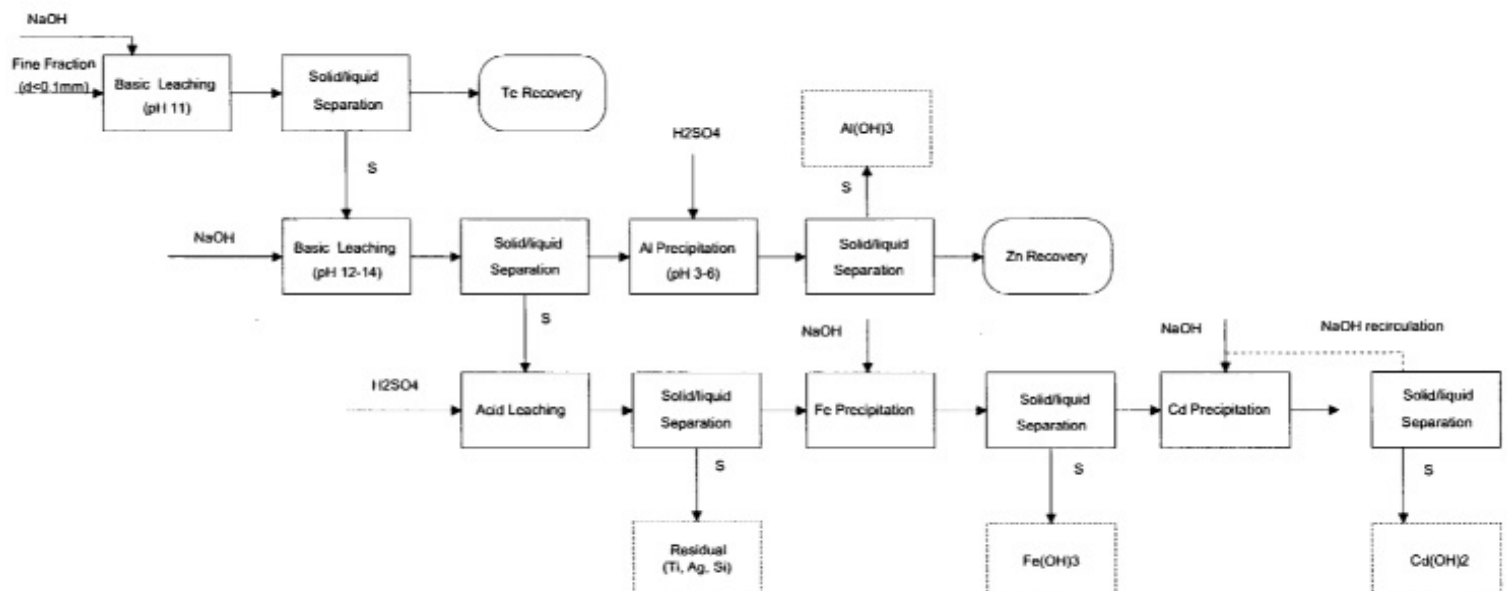 NaOH
Fine Fraction
(d<0.1mm)
Basic Leaching
(pH 11)
Solid/liquid
Separation
Te Recovery
S
H2SO4
Al(OH)3
S
NaOH
Basic Leaching
(pH 12-14)
Solid/liquid
Separation
Al Precipitation
(pH 3-6)
Solid/liquid
Separation
Zn Recovery
S
NaOH
NaOH
NaOH recirculation
H2SO4
Acid Leaching
Solid/liquid
Separation
Fe Precipitation
Solid/liquid
Separation
Cd Precipitation
Solid/liquid
Separation
S
S
S
Residual
(Ti, Ag, Si)
Fe(OH)3
Cd(OH)2